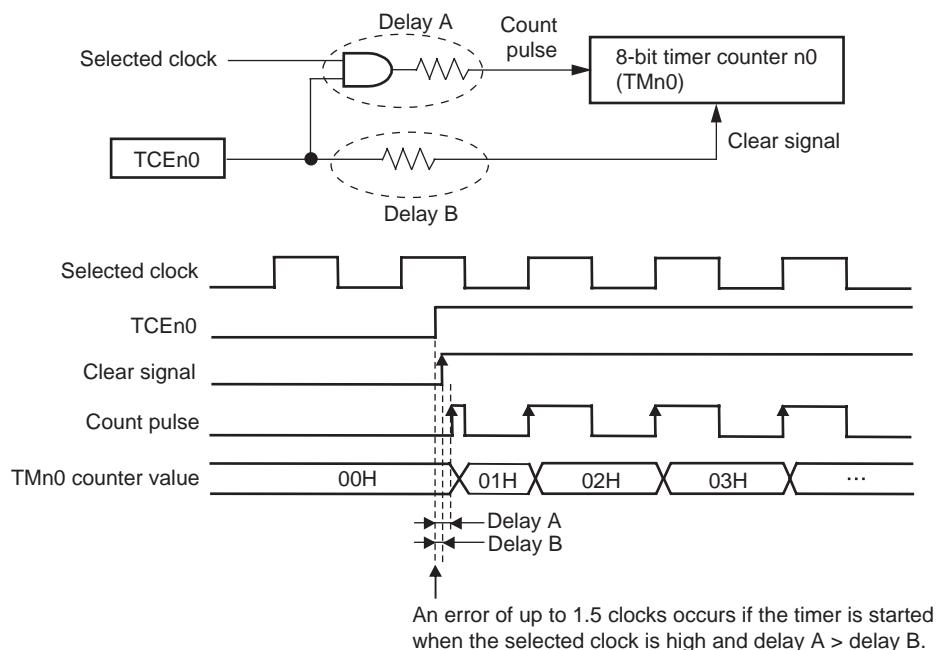 Delay A
Count
pulse
Selected clock
8-bit timer counter n0
(TMn0)
Clear signal
TCEn0
Delay B
Selected clock
TCEn0
Clear signal
Count pulse
TMn0 counter value
00H
01H
02H
03H
...
Delay A
Delay B
An error of up to 1.5 clocks occurs if the timer is started
when the selected clock is high and delay A > delay B.